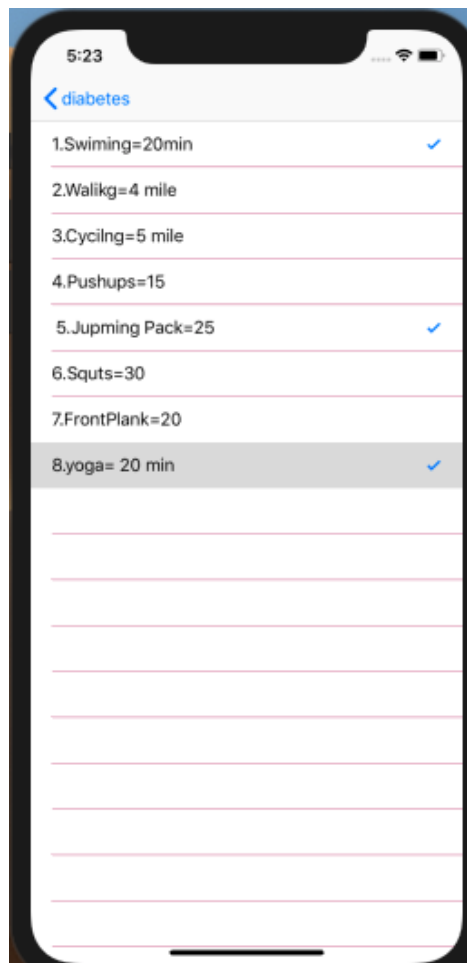 5:23
diabetes
1.Swiming=20min
2.Walikg=4 mile
3.Cycilng=5 mile
4.Pushups=15
5.Jupming Pack=25
6.Squts=30
7.FrontPlank=20
8.yoga= 20 min